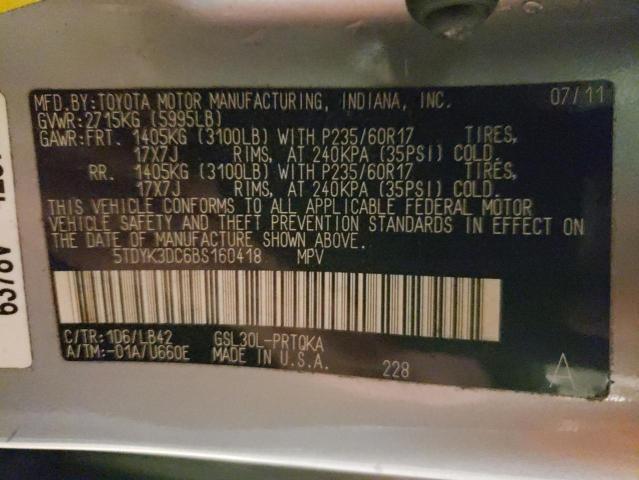 MFD.BY:TOYOTA MOTOR MANUFACTURING, INDIANA, INC. 07/11
GVWR:2715KG (5995LB)
GAWR:FRT. 1405KG (3100LB) WITH P235/60R17 TIRES,
17X7J RIMS, AT 240KPA (35PSI) COLD.
RR. 1405KG (3100LB) WITH P235/60R17 TIRES,
17X7J RIMS, AT 240KPA (35PSI) COLD.
THIS VEHICLE CONFORMS TO ALL APPLICABLE FEDERAL MOTOR
VEHICLE SAFETY AND THEFT PREVENTION STANDARDS IN EFFECT ON
THE DATE OF MANUFACTURE SHOWN ABOVE.
5TDYK3DC6BS160418 MPV
C/TR:1D6/LB42 GSL30L-PRTQKA
A/TM:-01A/U660E MADE IN U.S.A. 228 A
6378V